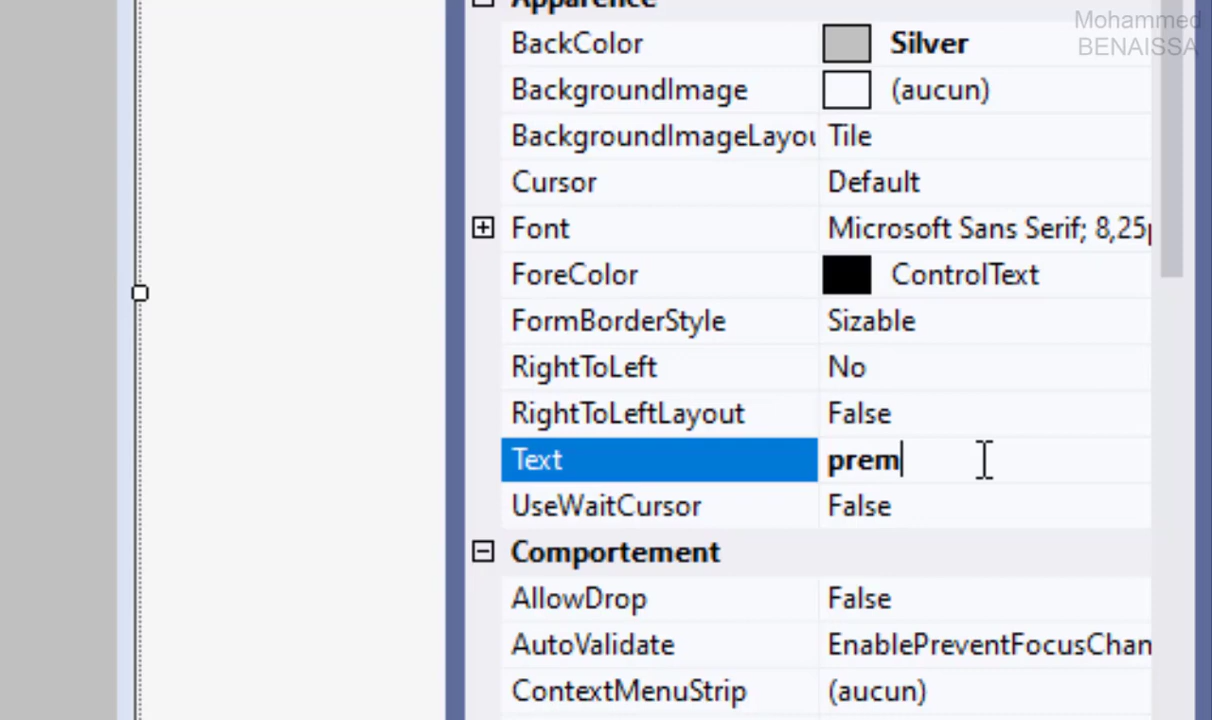 Apparence
Mohammed
BENAISSA
BackColor Silver
BackgroundImage (aucun)
BackgroundImageLayou Tile
Cursor Default
Font Microsoft Sans Serif; 8,25p
ForeColor ControlText
FormBorderStyle Sizable
RightToLeft No
RightToLeftLayout False
Text prem
UseWaitCursor False
Comportement
AllowDrop False
AutoValidate EnablePreventFocusChan
ContextMenuStrip (aucun)